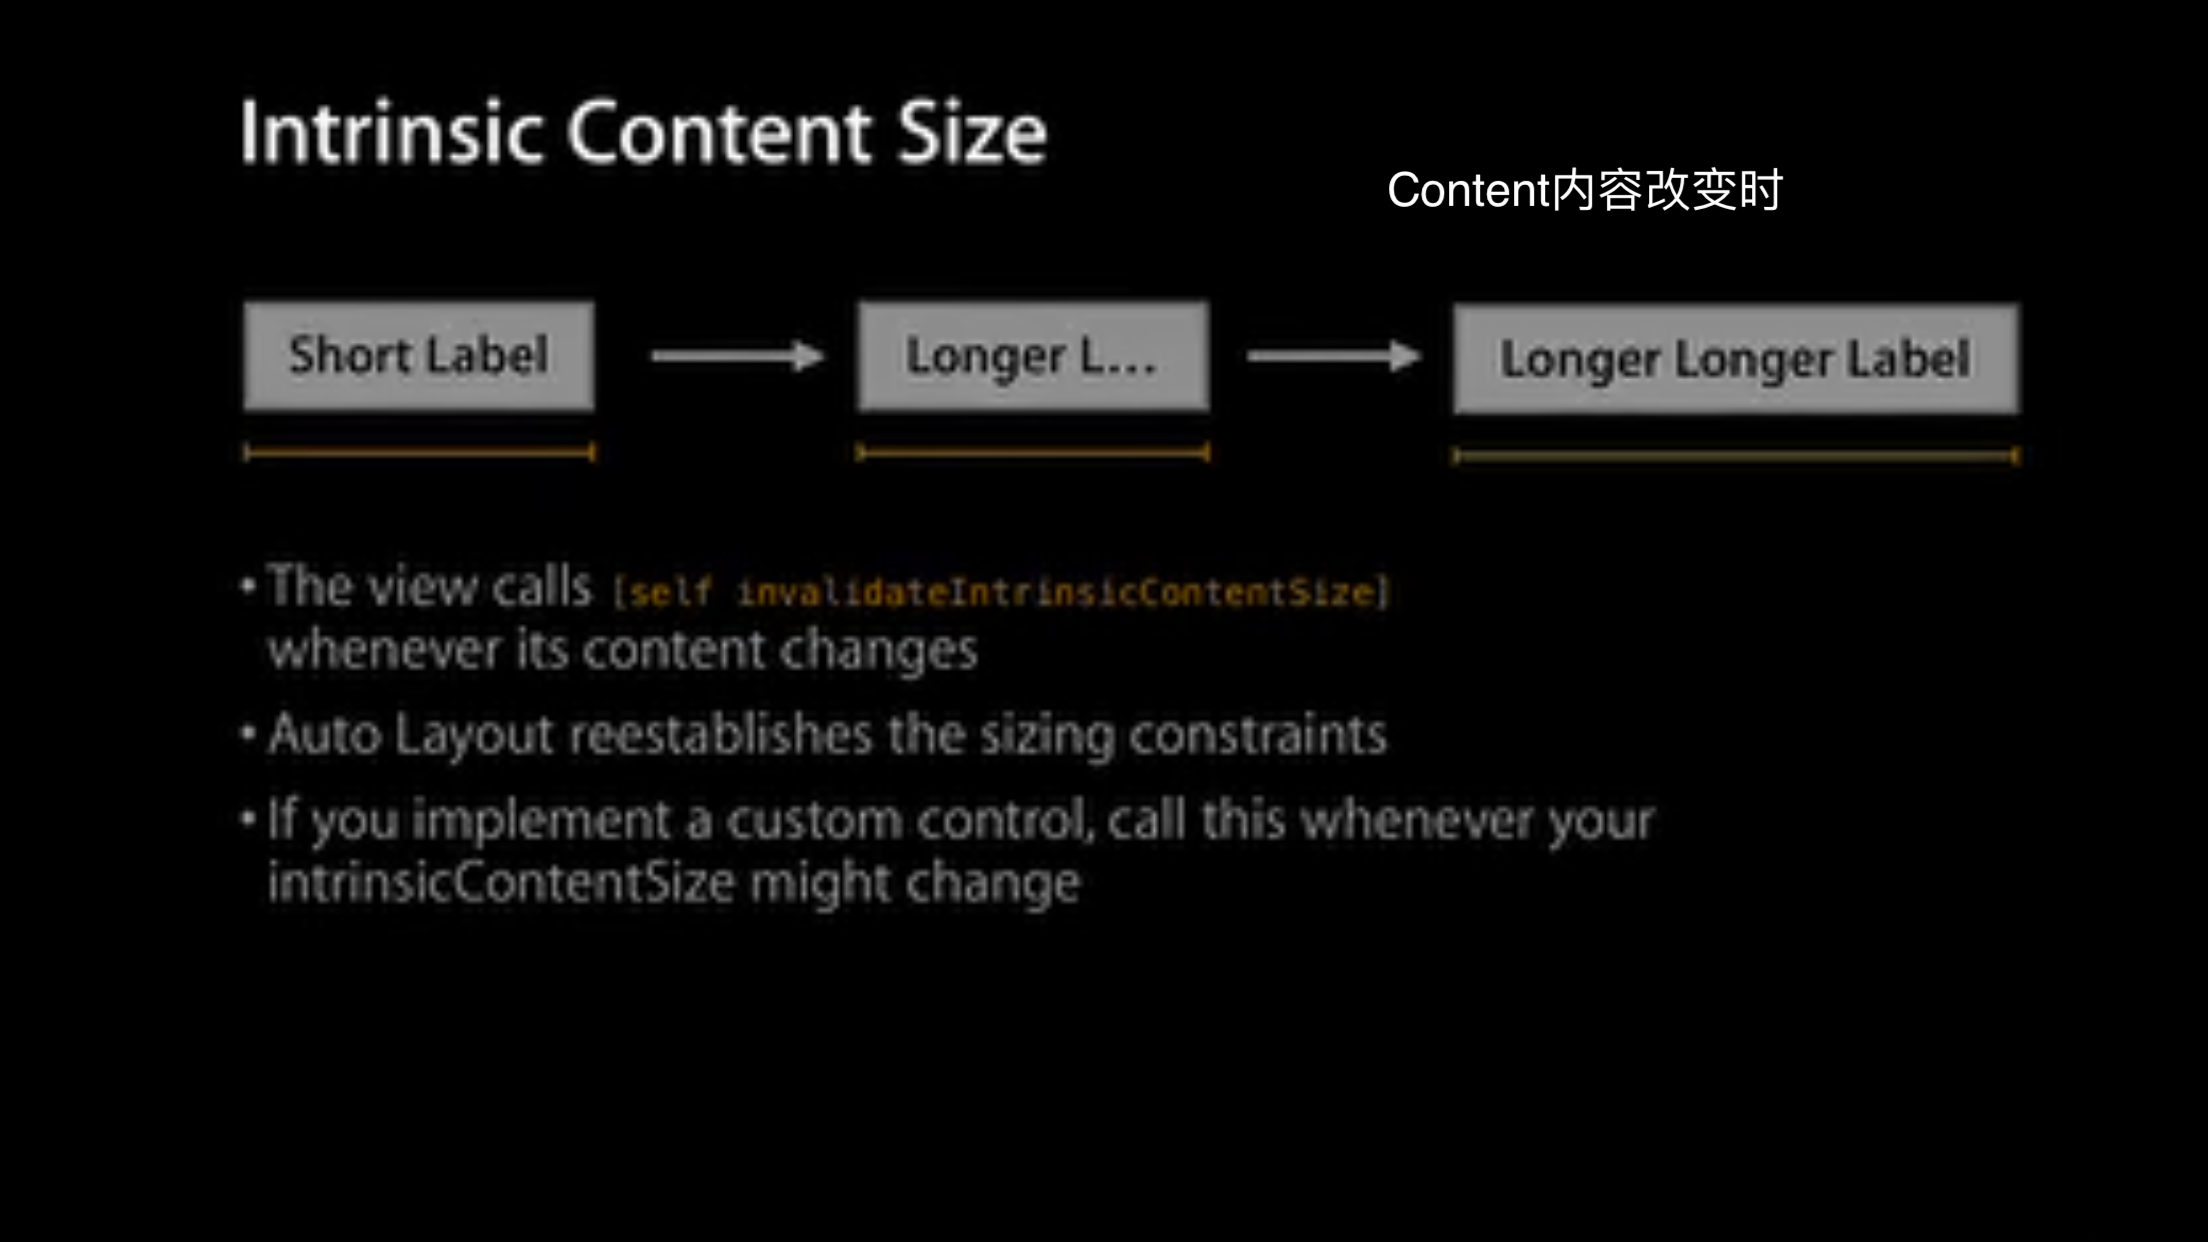 Intrinsic Content Size
Content内容改变时
Short Label
Longer L...
Longer Longer Label
• The view calls [self invalidateIntrinsicContentSize]
whenever its content changes
• Auto Layout reestablishes the sizing constraints
• If you implement a custom control, call this whenever your
intrinsicContentSize might change